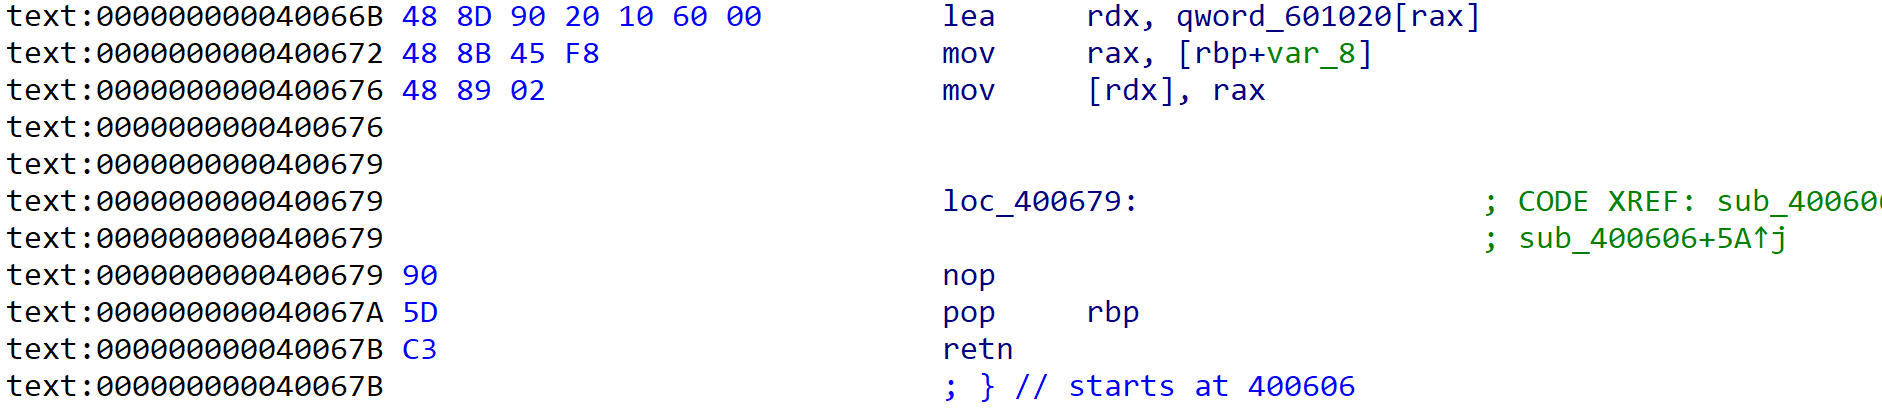 text:000000000040066B 48 8D 90 20 10 60 00 lea rdx, qword_601020[rax]
text:0000000000400672 48 8B 45 F8 mov rax, [rbp+var_8]
text:0000000000400676 48 89 02 mov [rdx], rax
text:0000000000400676
text:0000000000400679
text:0000000000400679 loc_400679: ; CODE XREF: sub_400606
text:0000000000400679 ; sub_400606+5A↑j
text:0000000000400679 90 nop
text:000000000040067A 5D pop rbp
text:000000000040067B C3 retn
text:000000000040067B ; } // starts at 400606